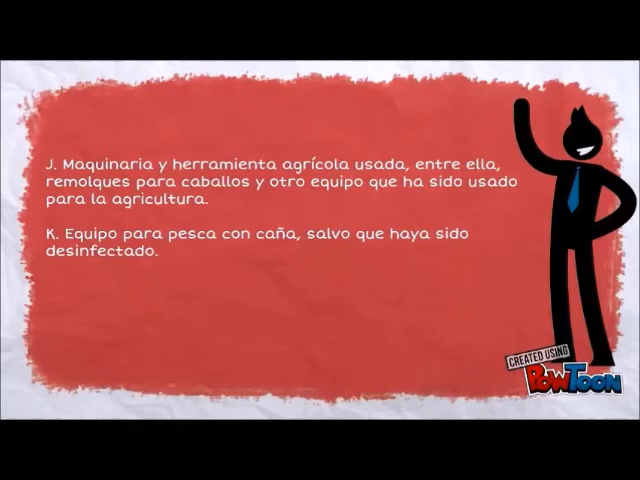 J. Maquinaria y herramienta agrícola usada, entre ella,
remolques para caballos y otro equipo que ha sido usado
para la agricultura.
K. Equipo para pesca con caña, salvo que haya sido
desinfectado.
CREATED USING
POWTOON